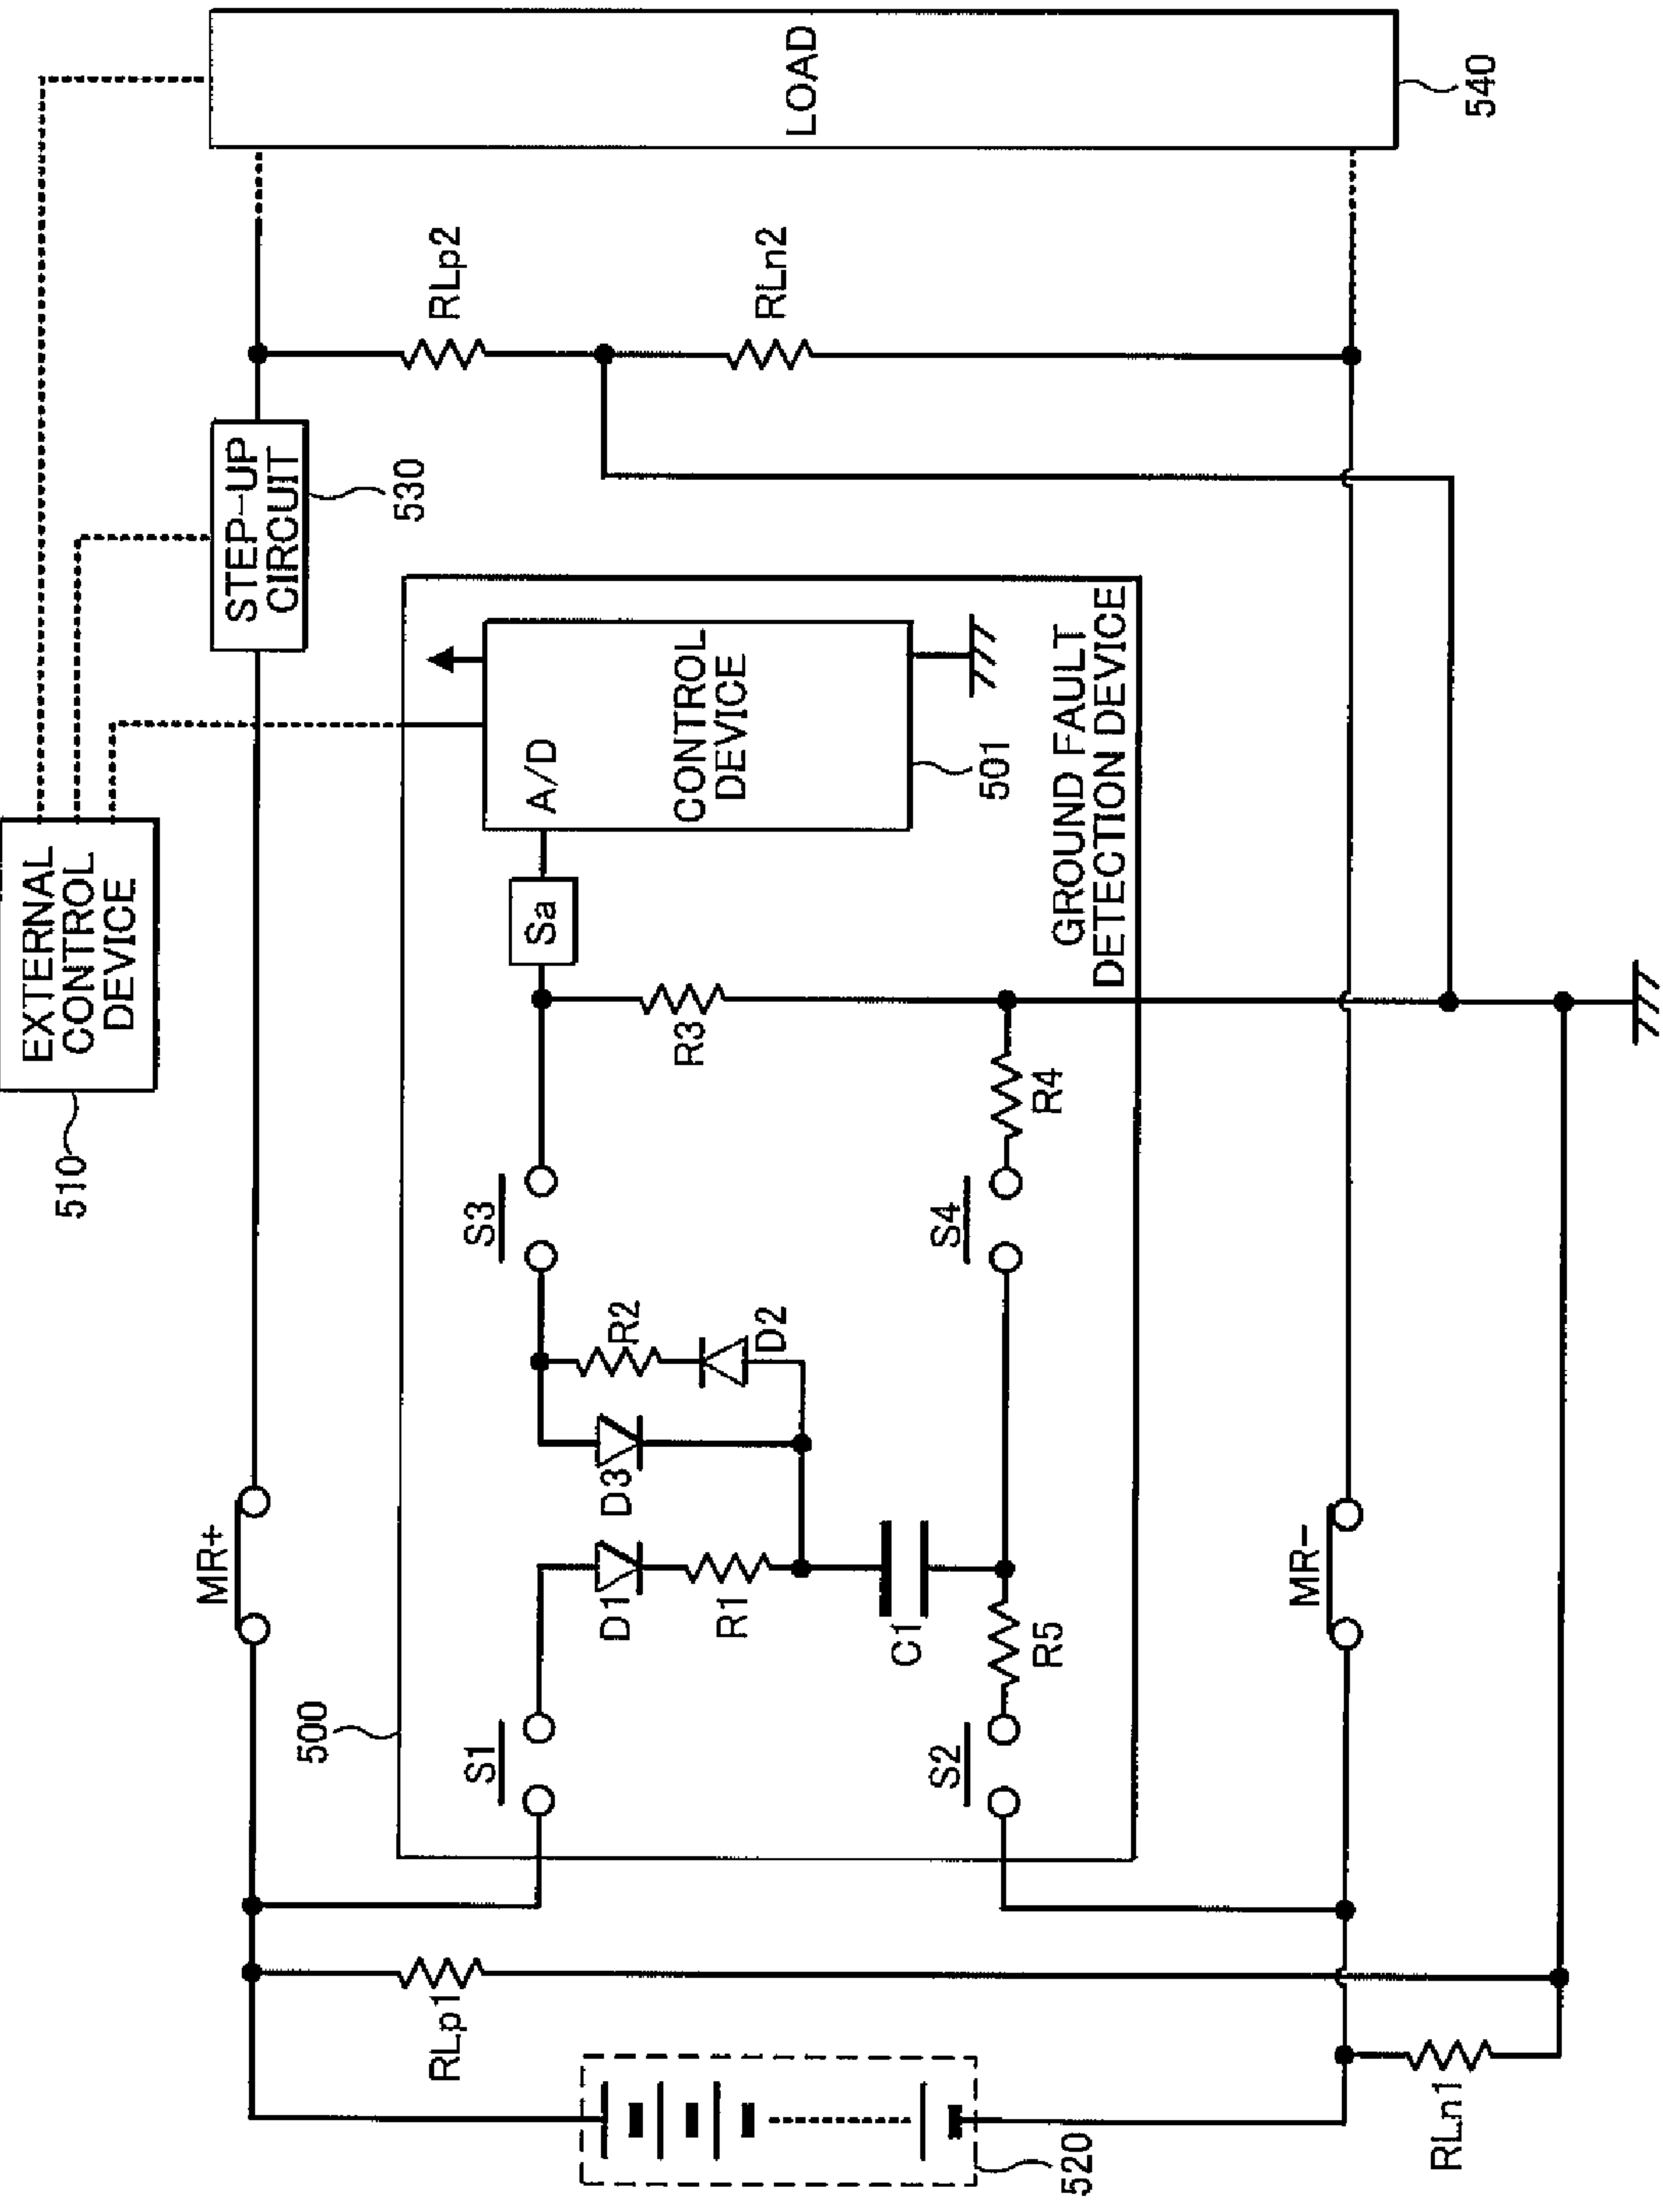 510
EXTERNAL
CONTROL
DEVICE
MR+
STEP-UP
CIRCUIT
530
500
S1
S3
D1
D3
R2
D2
R1
C1
R3
Sa
A/D
CONTROL
DEVICE
501
S2
R5
S4
R4
GROUND FAULT
DETECTION DEVICE
RLp1
RLp2
RLn2
LOAD
540
520
MR-
RLn1